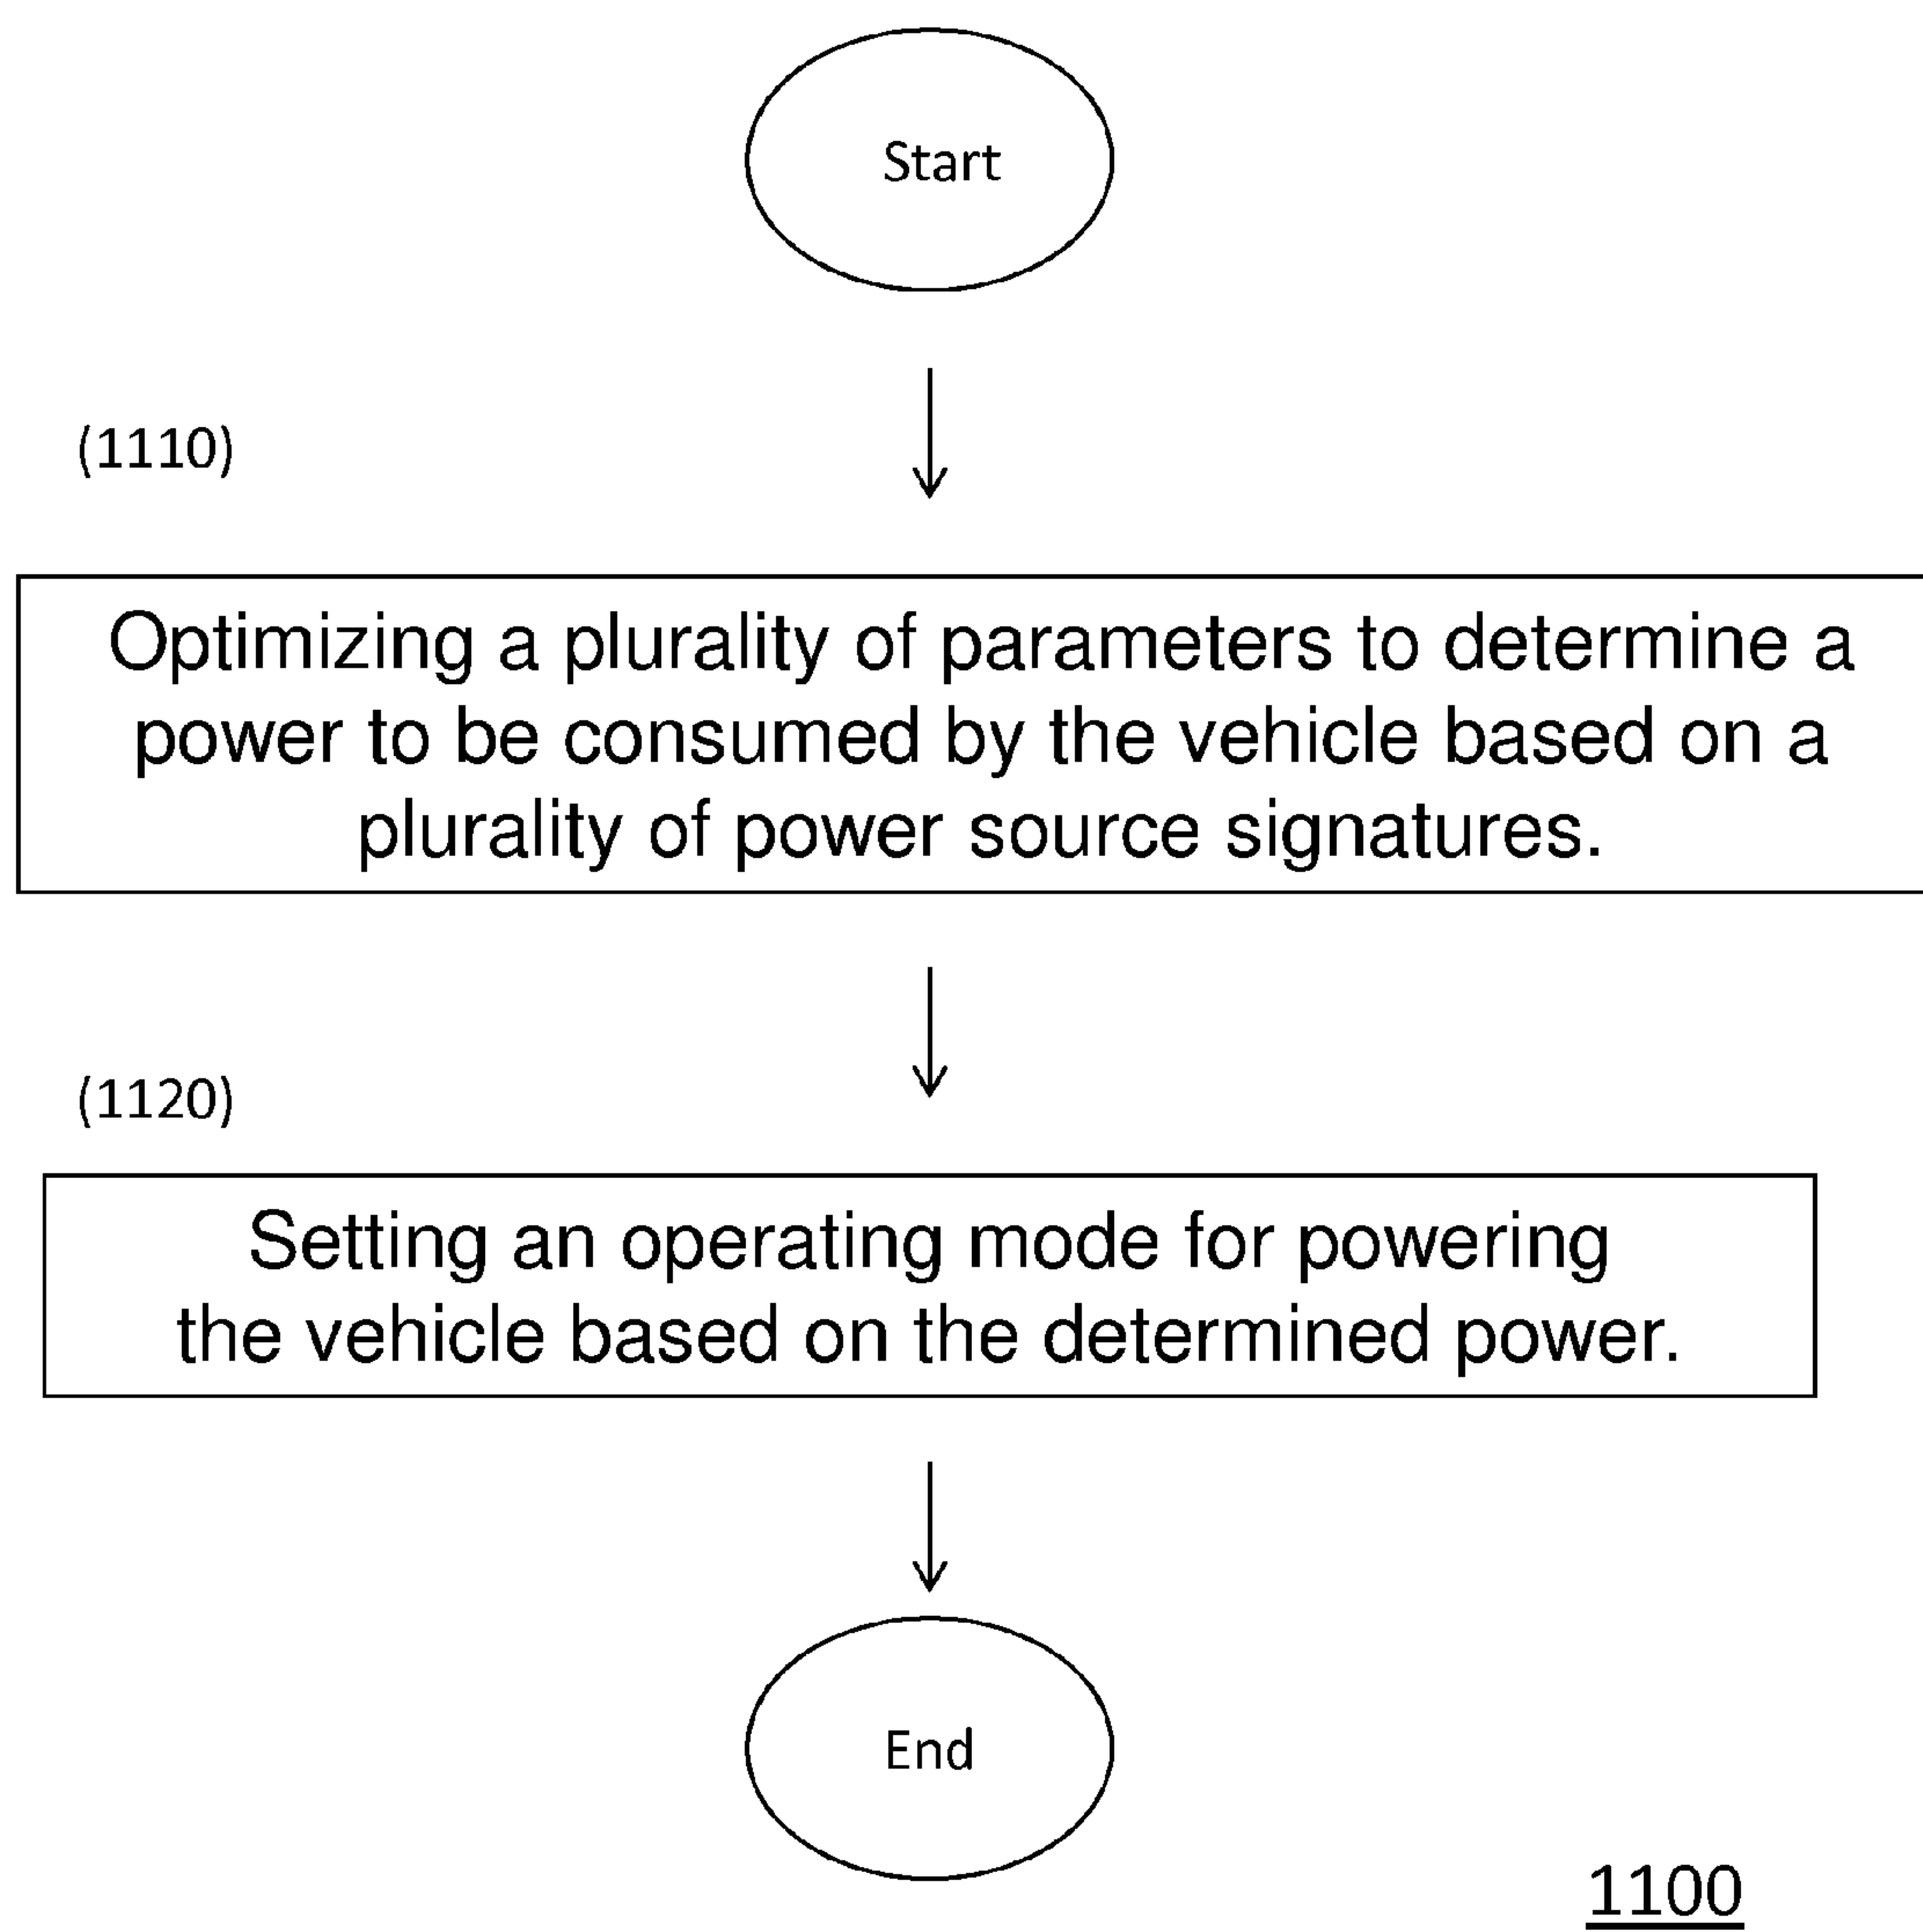 Start
(1110)
Optimizing a plurality of parameters to determine a
power to be consumed by the vehicle based on a
plurality of power source signatures.
(1120)
Setting an operating mode for powering
the vehicle based on the determined power.
End
1100